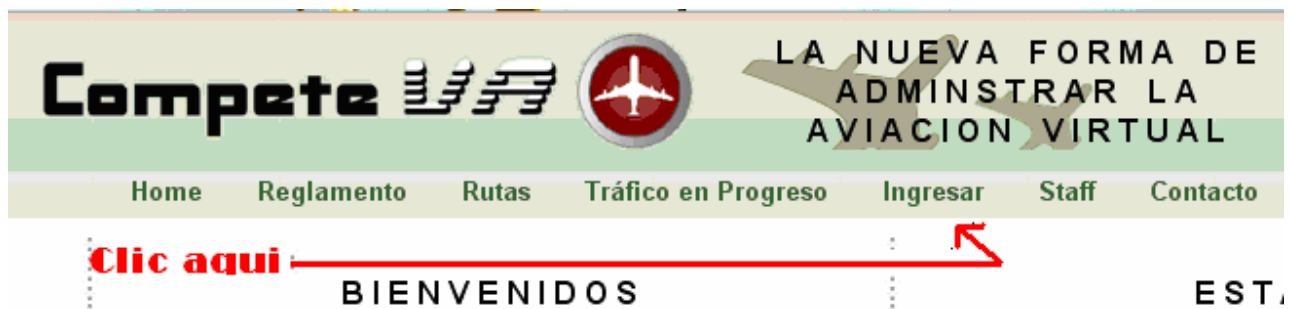 Compete VA
LA NUEVA FORMA DE
ADMINSTRAR LA
AVIACION VIRTUAL
Home Reglamento Rutas Tráfico en Progreso Ingresar Staff Contacto
Clic aqui
BIENVENIDOS